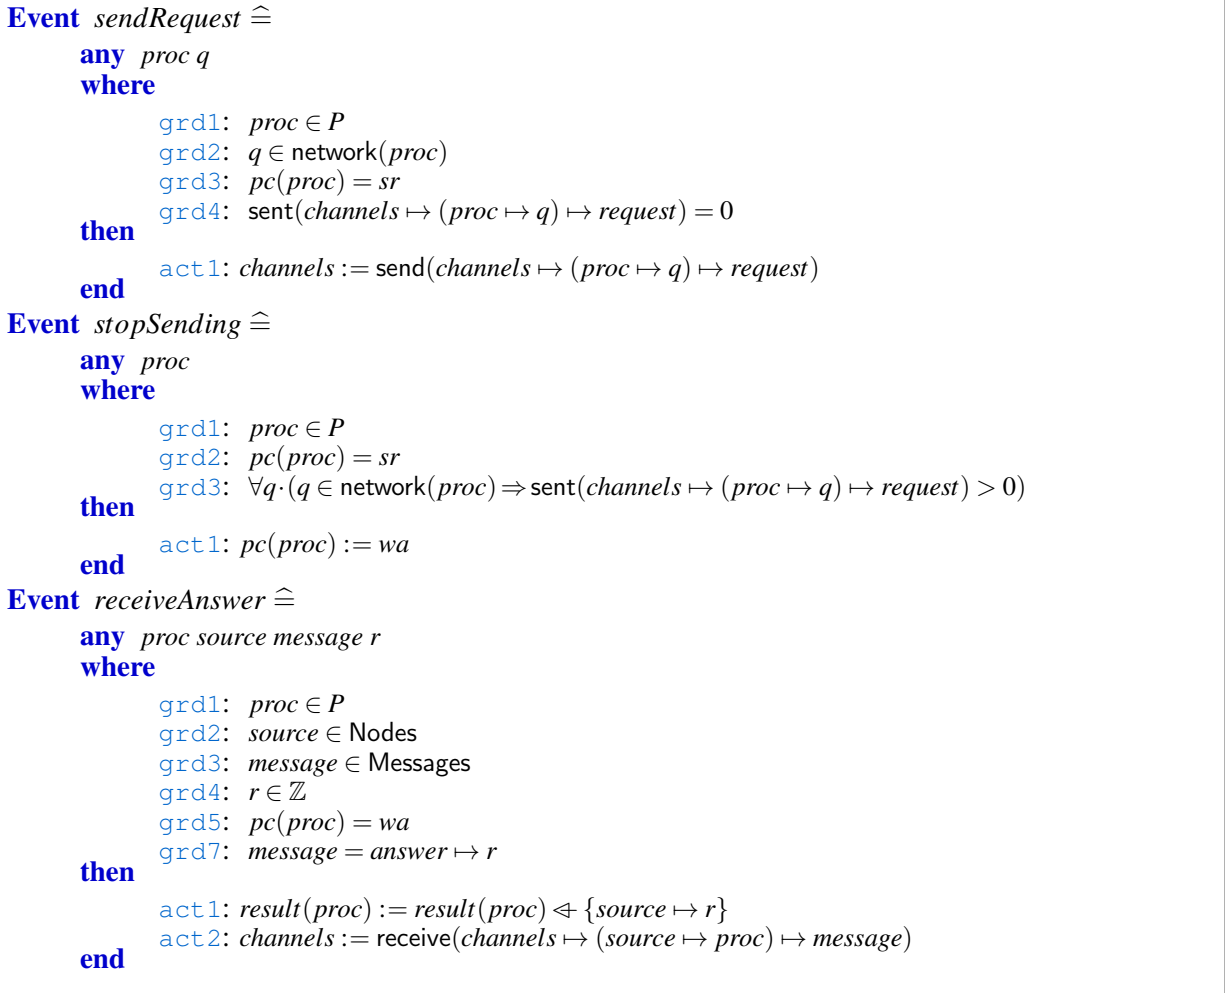 Event sendRequest ≙
any proc q
where
grd1: proc ∈ P
grd2: q ∈ network(proc)
grd3: pc(proc) = sr
grd4: sent(channels ↦ (proc ↦ q) ↦ request) = 0
then
act1: channels := send(channels ↦ (proc ↦ q) ↦ request)
end
Event stopSending ≙
any proc
where
grd1: proc ∈ P
grd2: pc(proc) = sr
grd3: ∀q·(q ∈ network(proc) ⇒ sent(channels ↦ (proc ↦ q) ↦ request) > 0)
then
act1: pc(proc) := wa
end
Event receiveAnswer ≙
any proc source message r
where
grd1: proc ∈ P
grd2: source ∈ Nodes
grd3: message ∈ Messages
grd4: r ∈ ℤ
grd5: pc(proc) = wa
grd7: message = answer ↦ r
then
act1: result(proc) := result(proc) ⩤ {source ↦ r}
act2: channels := receive(channels ↦ (source ↦ proc) ↦ message)
end